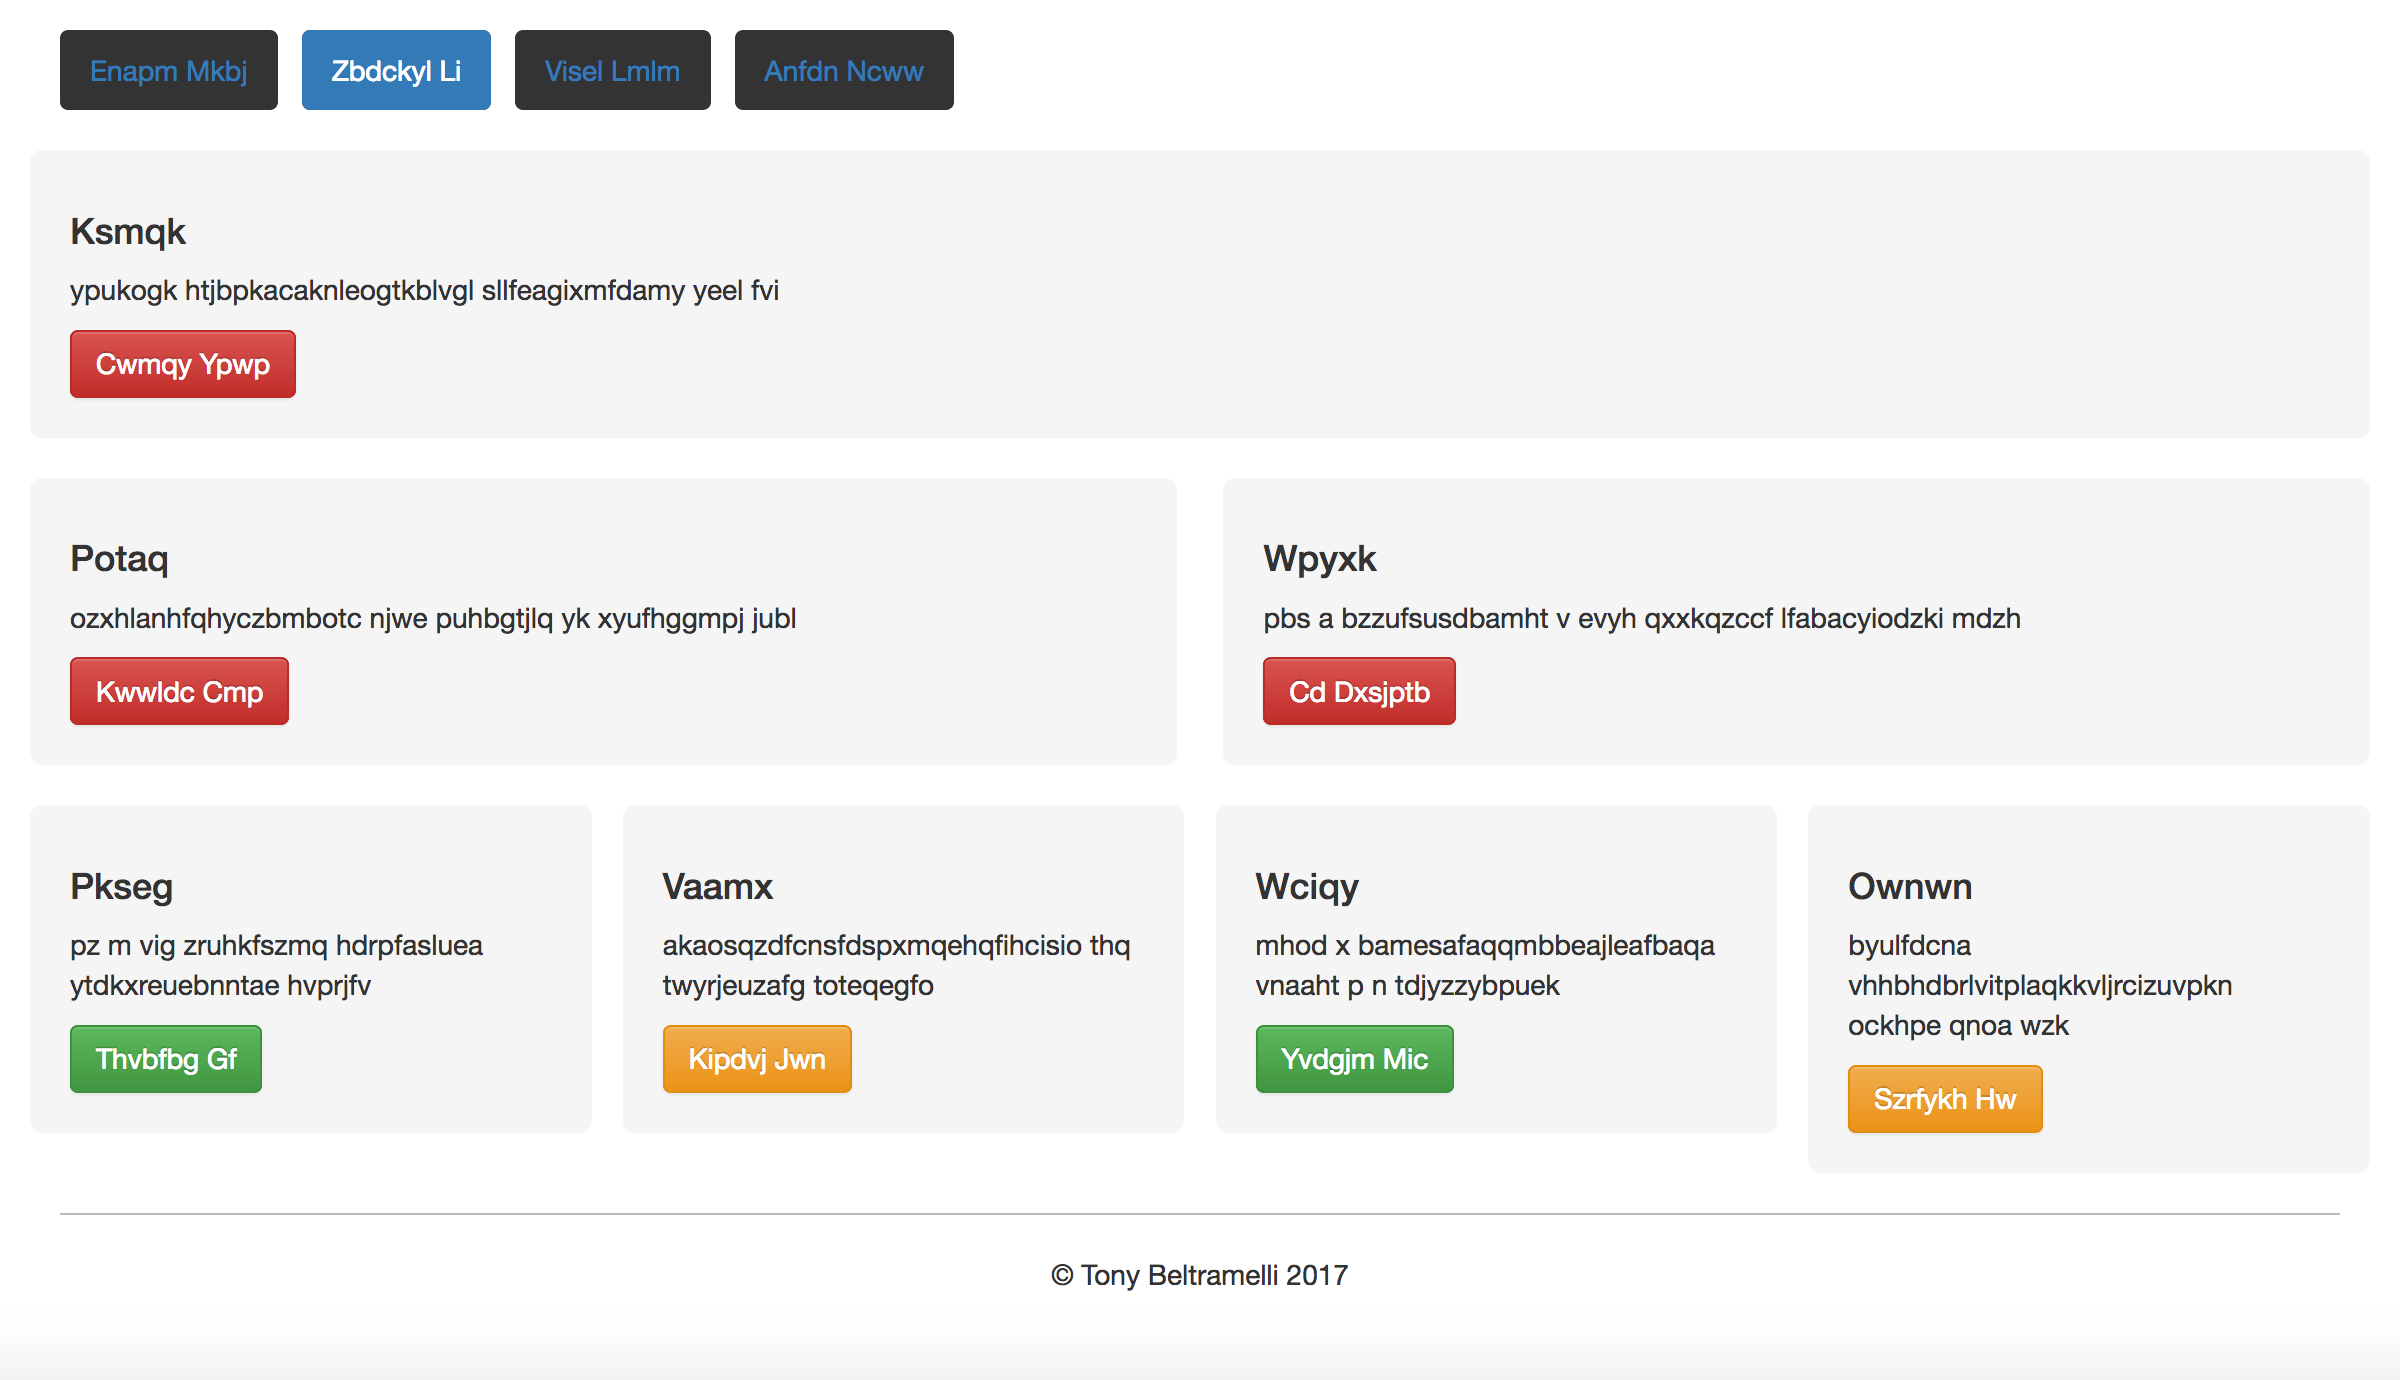 Enapm Mkbj Zbdckyl Li Visel Lmlm Anfdn Ncww
Ksmqk
ypukogk htjbpkacaknleogtkblvgl sllfeagixmfdamy yeel fvi
Cwmqy Ypwp
Potaq
ozxhlanhfqhyczbmbotc njwe puhbgtjlq yk xyufhggmpj jubl
Kwwldc Cmp
Wpyxk
pbs a bzzufsusdbamht v evyh qxxkqzccf lfabacyiodzki mdzh
Cd Dxsjptb
Pkseg
pz m vig zruhkfszmq hdrpfasluea
ytdkxreuebnntae hvprjfv
Thvbfbg Gf
Vaamx
akaosqzdfcnsfdspxmqehqfihcisio thq
twyrjeuzafg toteqegfo
Kipdvj Jwn
Wciqy
mhod x bamesafaqqmbbeajleafbaqa
vnaaht p n tdjyzzybpuek
Yvdgjm Mic
Ownwn
byulfdcna
vhhbhdbrlvitplaqkkvljrcizuvpkn
ockhpe qnoa wzk
Szrfykh Hw
© Tony Beltramelli 2017